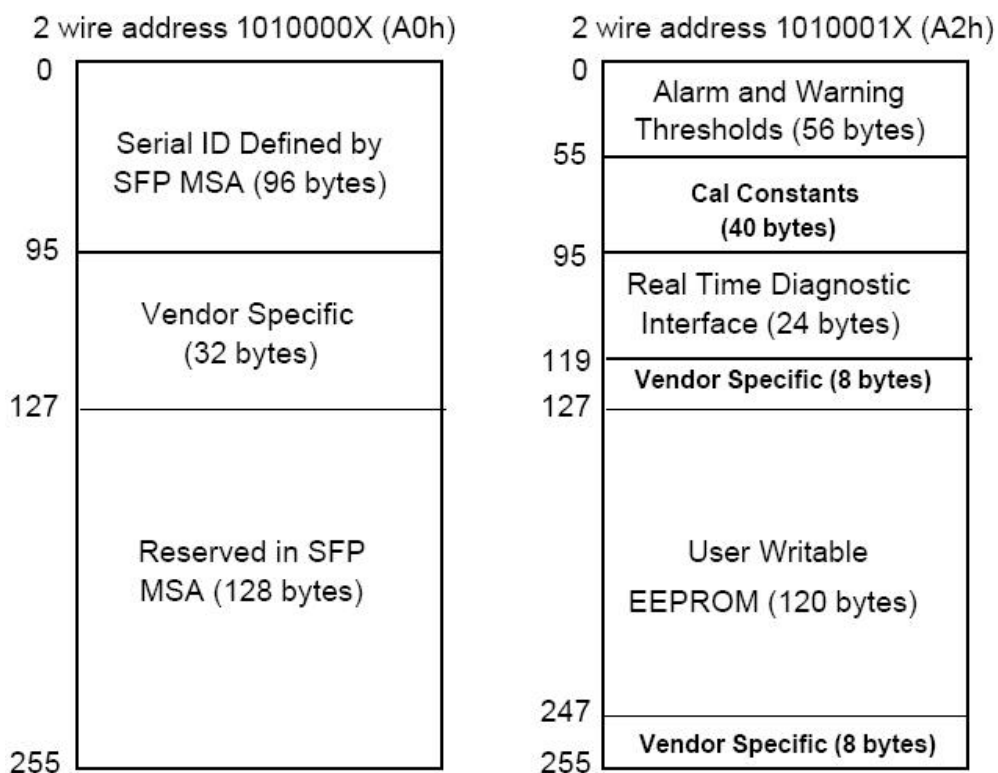 2 wire address 1010000X (A0h)
0
Serial ID Defined by
SFP MSA (96 bytes)
95
Vendor Specific
(32 bytes)
127
Reserved in SFP
MSA (128 bytes)
255
2 wire address 1010001X (A2h)
0
Alarm and Warning
Thresholds (56 bytes)
55
Cal Constants
(40 bytes)
95
Real Time Diagnostic
Interface (24 bytes)
119
Vendor Specific (8 bytes)
127
User Writable
EEPROM (120 bytes)
247
Vendor Specific (8 bytes)
255